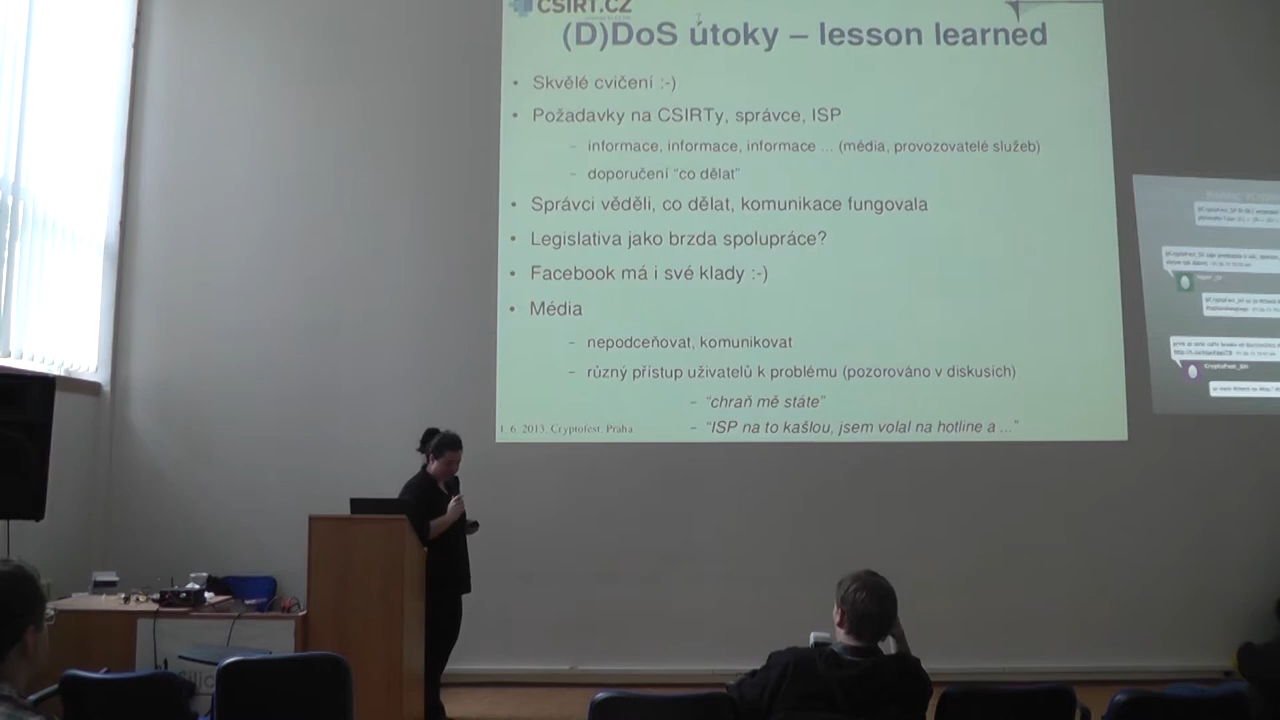 CSIRT.CZ
(D)DoS útoky – lesson learned
• Skvělé cvičení :-)
• Požadavky na CSIRTy, správce, ISP
– informace, informace, informace ... (média, provozovatelé služeb)
– doporučení “co dělat”
• Správci věděli, co dělat, komunikace fungovala
• Legislativa jako brzda spolupráce?
• Facebook má i své klady :-)
• Média
– nepodceňovat, komunikovat
– různý přístup uživatelů k problému (pozorováno v diskusích)
– “chraň mě státe”
– “ISP na to kašlou, jsem volal na hotline a ...”
1. 6. 2013, Cryptofest, Praha